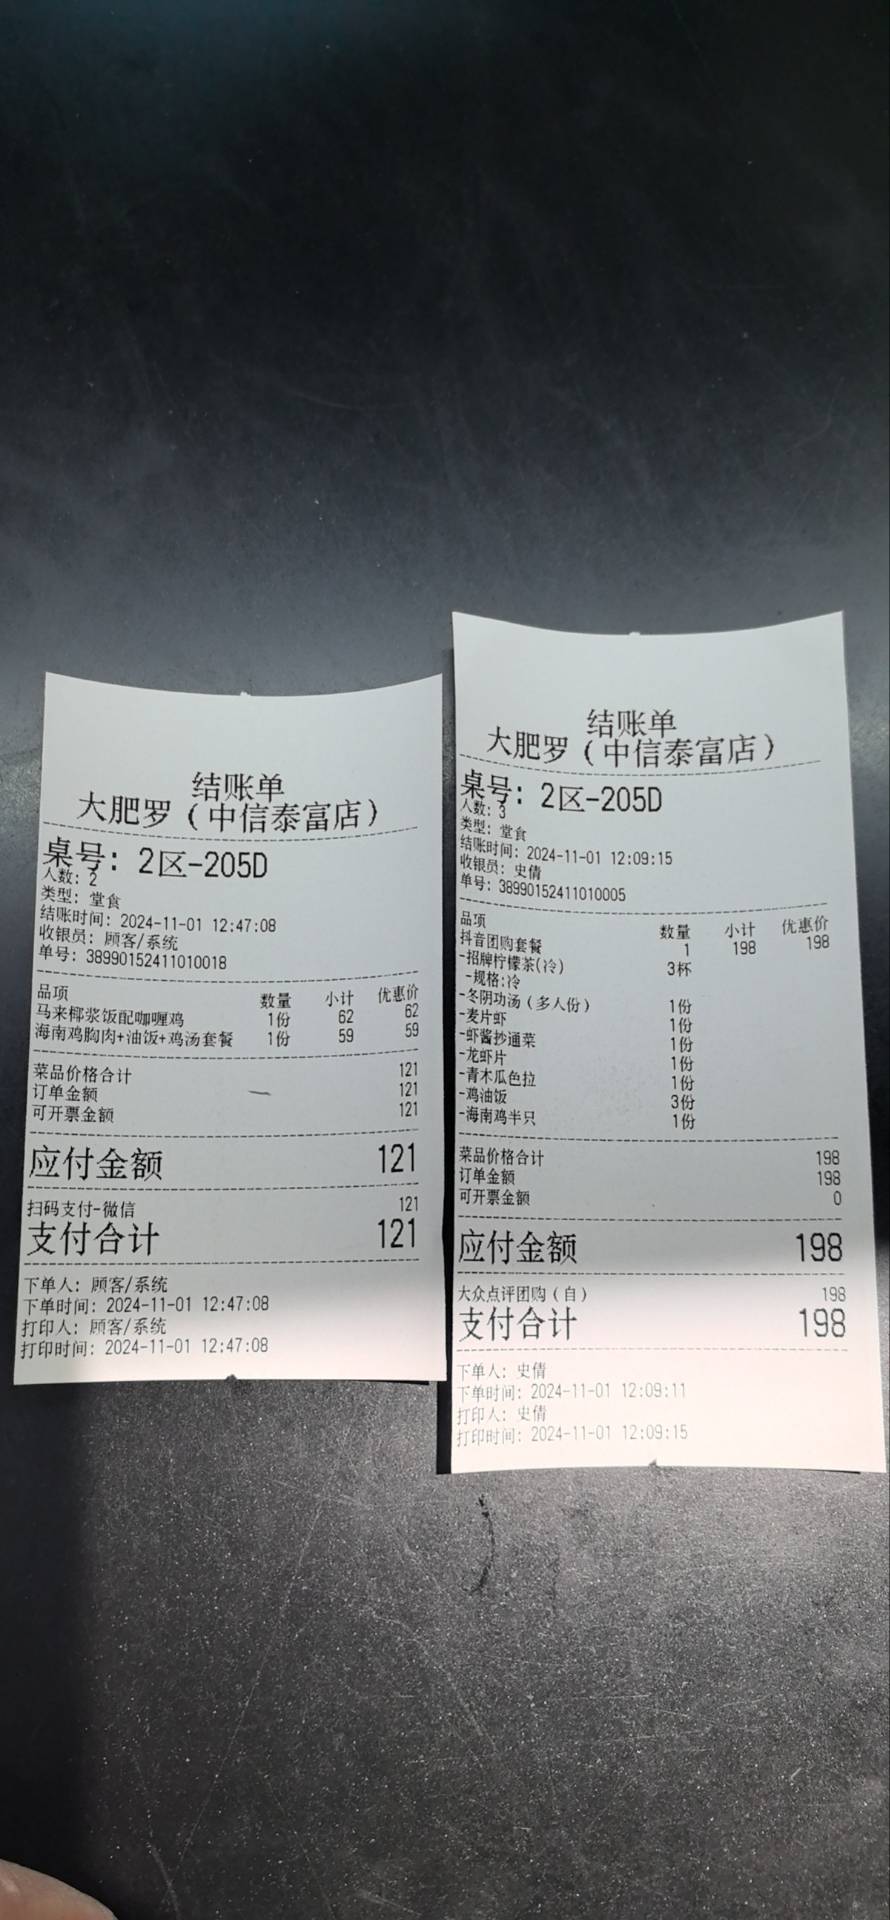 结账单
大肥罗（中信泰富店）
桌号：2区-205D
人数：2
类型：堂食
结账时间：2024-11-01 12:47:08
收银员：顾客/系统
单号：38990152411010018
品项 数量 小计 优惠价
马来椰浆饭配咖喱鸡 1份 62 62
海南鸡胸肉+油饭+鸡汤套餐 1份 59 59
菜品价格合计 121
订单金额 121
可开票金额 121
应付金额 121
扫码支付-微信 121
支付合计 121
下单人：顾客/系统
下单时间：2024-11-01 12:47:08
打印人：顾客/系统
打印时间：2024-11-01 12:47:08
结账单
大肥罗（中信泰富店）
桌号：2区-205D
人数：3
类型：堂食
结账时间：2024-11-01 12:09:15
收银员：史倩
单号：38990152411010005
品项 数量 小计 优惠价
抖音团购套餐 1 198 198
-招牌柠檬茶(冷) 3杯
-规格:冷
-冬阴功汤（多人份） 1份
-麦片虾 1份
-虾酱抄通菜 1份
-龙虾片 1份
-青木瓜色拉 1份
-鸡油饭 3份
-海南鸡半只 1份
菜品价格合计 198
订单金额 198
可开票金额 0
应付金额 198
大众点评团购（自） 198
支付合计 198
下单人：史倩
下单时间：2024-11-01 12:09:11
打印人：史倩
打印时间：2024-11-01 12:09:15